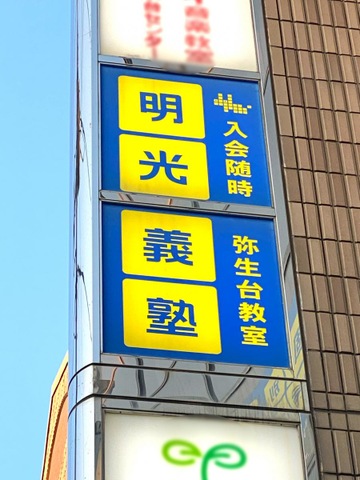 明光
義塾
入会随時
弥生台教室